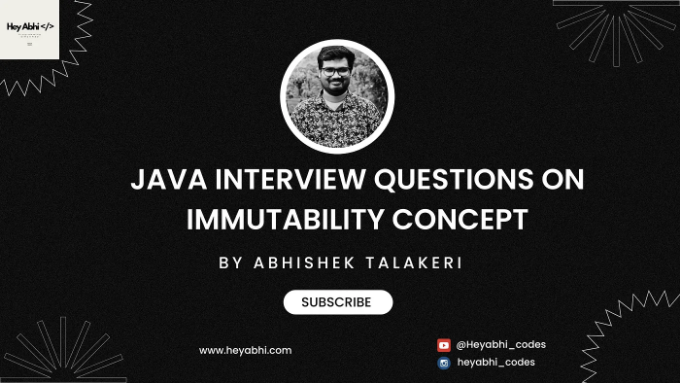 Hey Abhi </>
JAVA INTERVIEW QUESTIONS ON
IMMUTABILITY CONCEPT
BY ABHISHEK TALAKERI
SUBSCRIBE
www.heyabhi.com
@Heyabhi_codes
heyabhi_codes